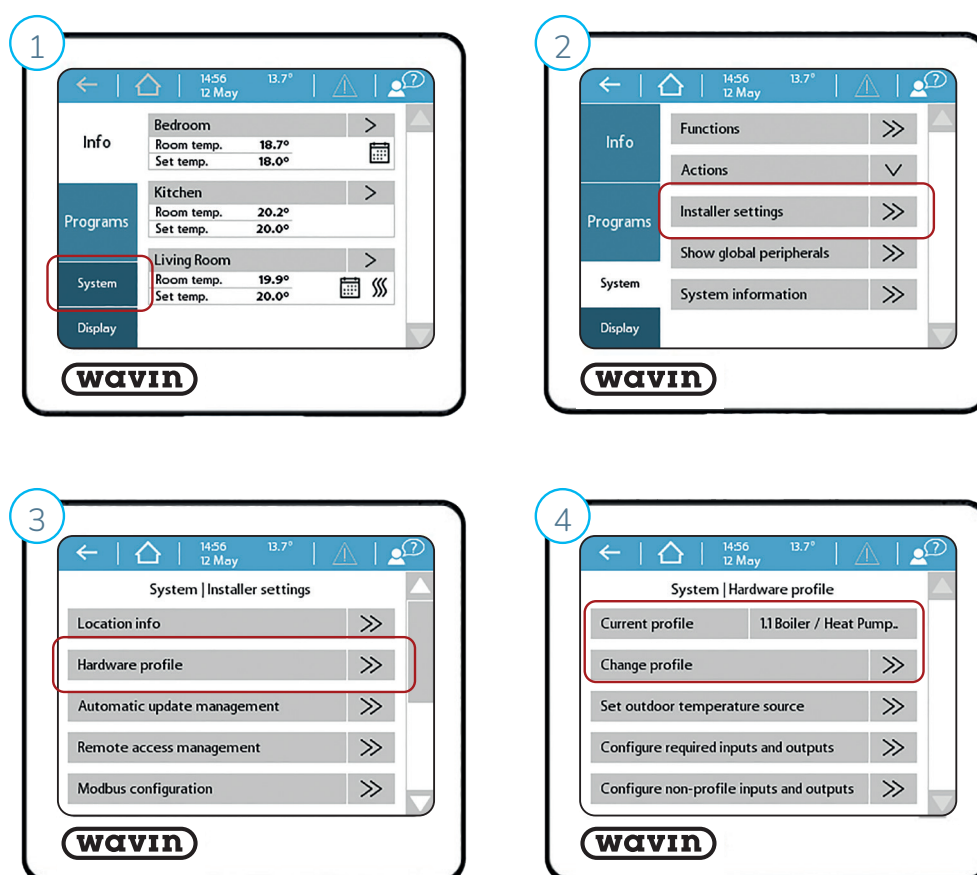 1
14:56 13.7°
12 May
Info
Bedroom >
Room temp. 18.7°
Set temp. 18.0°
Kitchen >
Programs
Room temp. 20.2°
Set temp. 20.0°
Living Room >
System
Room temp. 19.9°
Set temp. 20.0°
Display
wavin
2
14:56 13.7°
12 May
Info
Functions
Actions
Programs
Installer settings
Show global peripherals
System
System information
Display
wavin
3
14:56 13.7°
12 May
System | Installer settings
Location info
Hardware profile
Automatic update management
Remote access management
Modbus configuration
wavin
4
14:56 13.7°
12 May
System | Hardware profile
Current profile 1.1 Boiler / Heat Pump..
Change profile
Set outdoor temperature source
Configure required inputs and outputs
Configure non-profile inputs and outputs
wavin